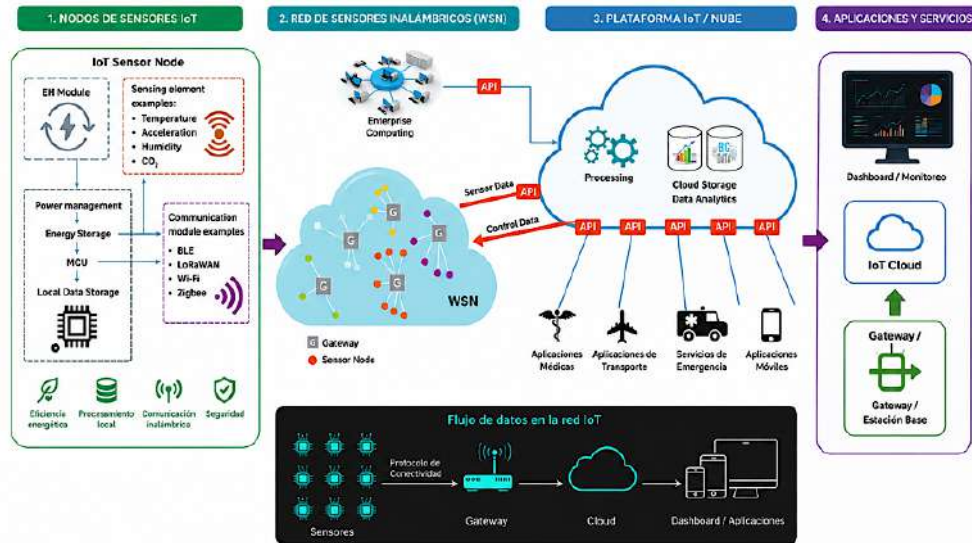 1. NODOS DE SENSORES IoT
IoT Sensor Node
EH Module
Sensing element
examples:
• Temperature
• Acceleration
• Humidity
• CO₂
Power management
Energy Storage
MCU
Local Data Storage
Communication
module examples
• BLE
• LoRaWAN
• Wi-Fi
• Zigbee
Eficiencia
energética
Procesamiento
local
Comunicación
inalámbrica
Seguridad
2. RED DE SENSORES INALÁMBRICOS (WSN)
Enterprise
Computing
API
Sensor Data
API
Control Data
G
G
G
G
G
WSN
G Gateway
Sensor Node
3. PLATAFORMA IoT / NUBE
Processing
BIG
DATA
Cloud Storage
Data Analytics
API
API
API
API
API
Aplicaciones
Médicas
Aplicaciones de
Transporte
Servicios de
Emergencia
Aplicaciones
Móviles
4. APLICACIONES Y SERVICIOS
Dashboard / Monitoreo
IoT Cloud
Gateway /
Gateway /
Estación Base
Flujo de datos en la red IoT
Sensores
Protocolo de
Conectividad
Gateway
Cloud
Dashboard / Aplicaciones